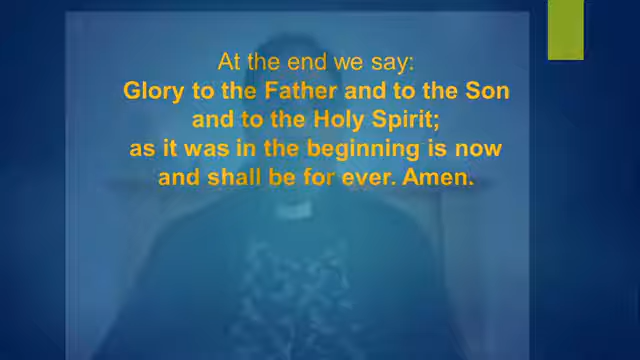 At the end we say:
Glory to the Father and to the Son
and to the Holy Spirit;
as it was in the beginning is now
and shall be for ever. Amen.